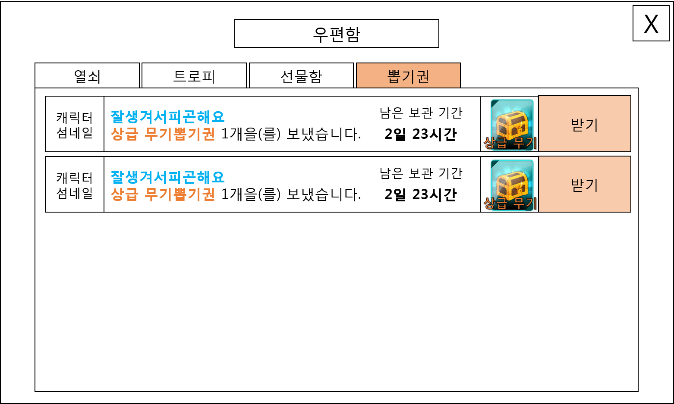 우편함
X
열쇠
트로피
선물함
뽑기권
캐릭터
섬네일
잘생겨서피곤해요
상급 무기뽑기권 1개을(를) 보냈습니다.
남은 보관 기간
2일 23시간
상급 무기
받기
캐릭터
섬네일
잘생겨서피곤해요
상급 무기뽑기권 1개을(를) 보냈습니다.
남은 보관 기간
2일 23시간
상급 무기
받기